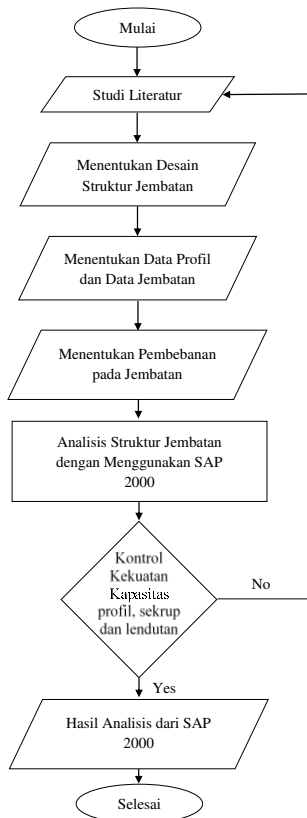 Mulai
Studi Literatur
Menentukan Desain
Struktur Jembatan
Menentukan Data Profil
dan Data Jembatan
Menentukan Pembebanan
pada Jembatan
Analisis Struktur Jembatan
dengan Menggunakan SAP
2000
Kontrol
Kekuatan
Kapasitas
profil, sekrup
dan lendutan
No
Yes
Hasil Analisis dari SAP
2000
Selesai